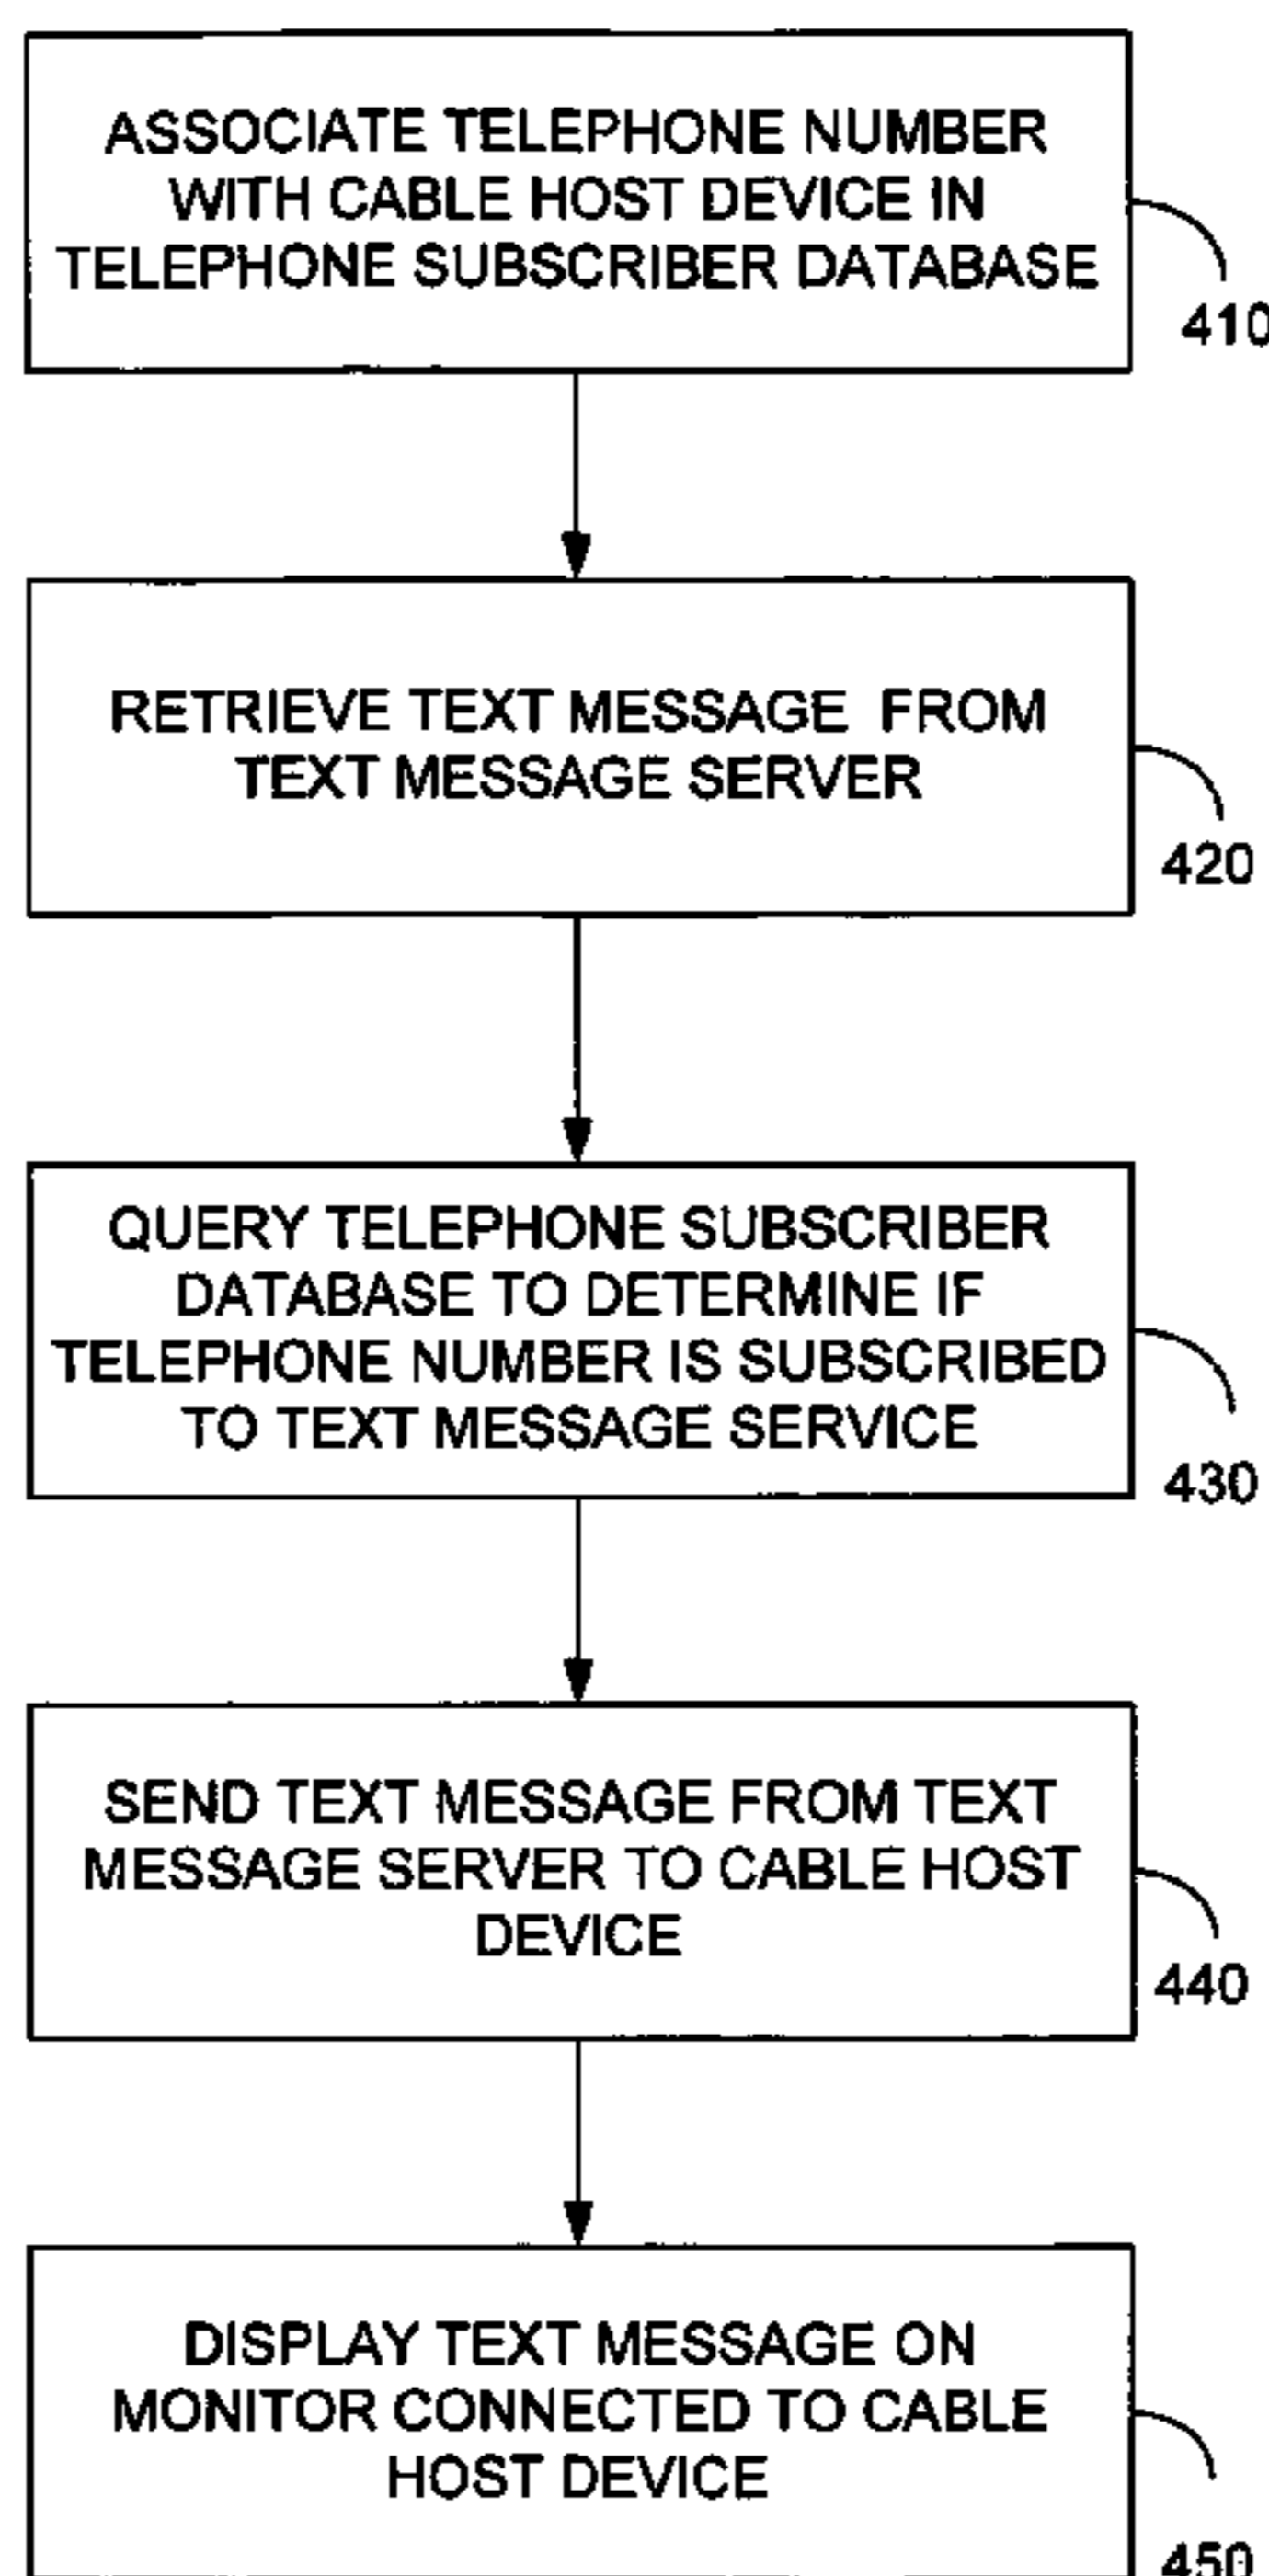 ASSOCIATE TELEPHONE NUMBER
WITH CABLE HOST DEVICE IN
TELEPHONE SUBSCRIBER DATABASE
410
RETRIEVE TEXT MESSAGE FROM
TEXT MESSAGE SERVER
420
QUERY TELEPHONE SUBSCRIBER
DATABASE TO DETERMINE IF
TELEPHONE NUMBER IS SUBSCRIBED
TO TEXT MESSAGE SERVICE
430
SEND TEXT MESSAGE FROM TEXT
MESSAGE SERVER TO CABLE HOST
DEVICE
440
DISPLAY TEXT MESSAGE ON
MONITOR CONNECTED TO CABLE
HOST DEVICE
450